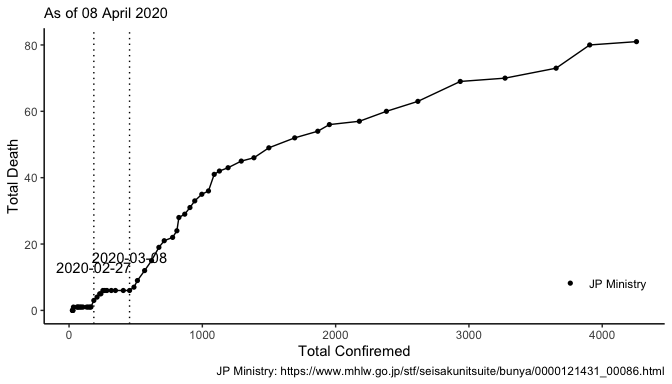 As of 08 April 2020
80
60
40
20
0
Total Death
2020-03-08
2020-02-27
JP Ministry
0
1000
2000
3000
4000
Total Confiremed
JP Ministry: https://www.mhlw.go.jp/stf/seisakunitsuite/bunya/0000121431_00086.html